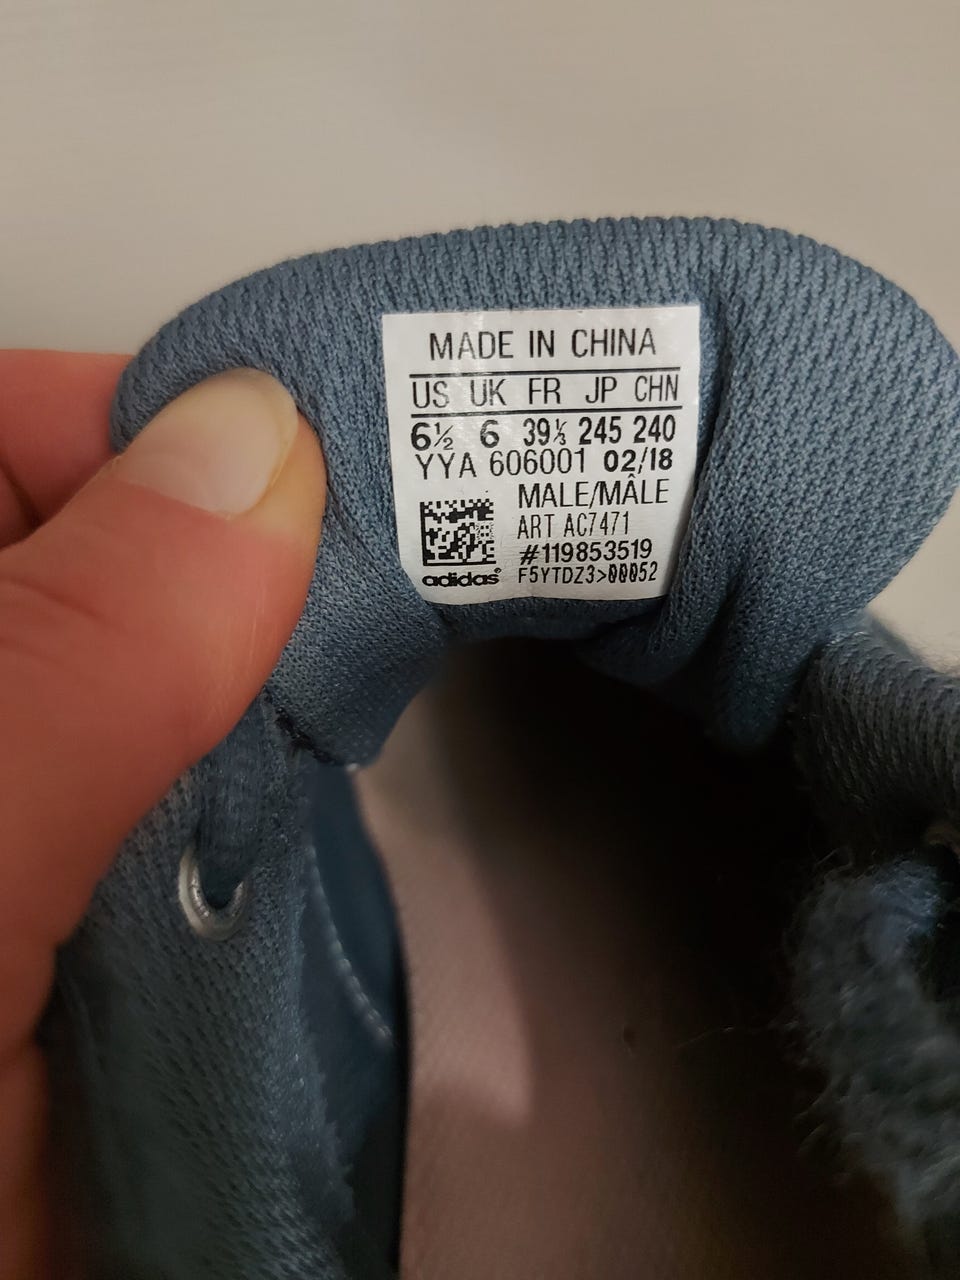 MADE IN CHINA
US UK FR JP CHN
6½ 6 39⅓ 245 240
YYA 606001 02/18
MALE/MÂLE
ART AC7471
#119853519
adidas® F5YTDZ3>00052